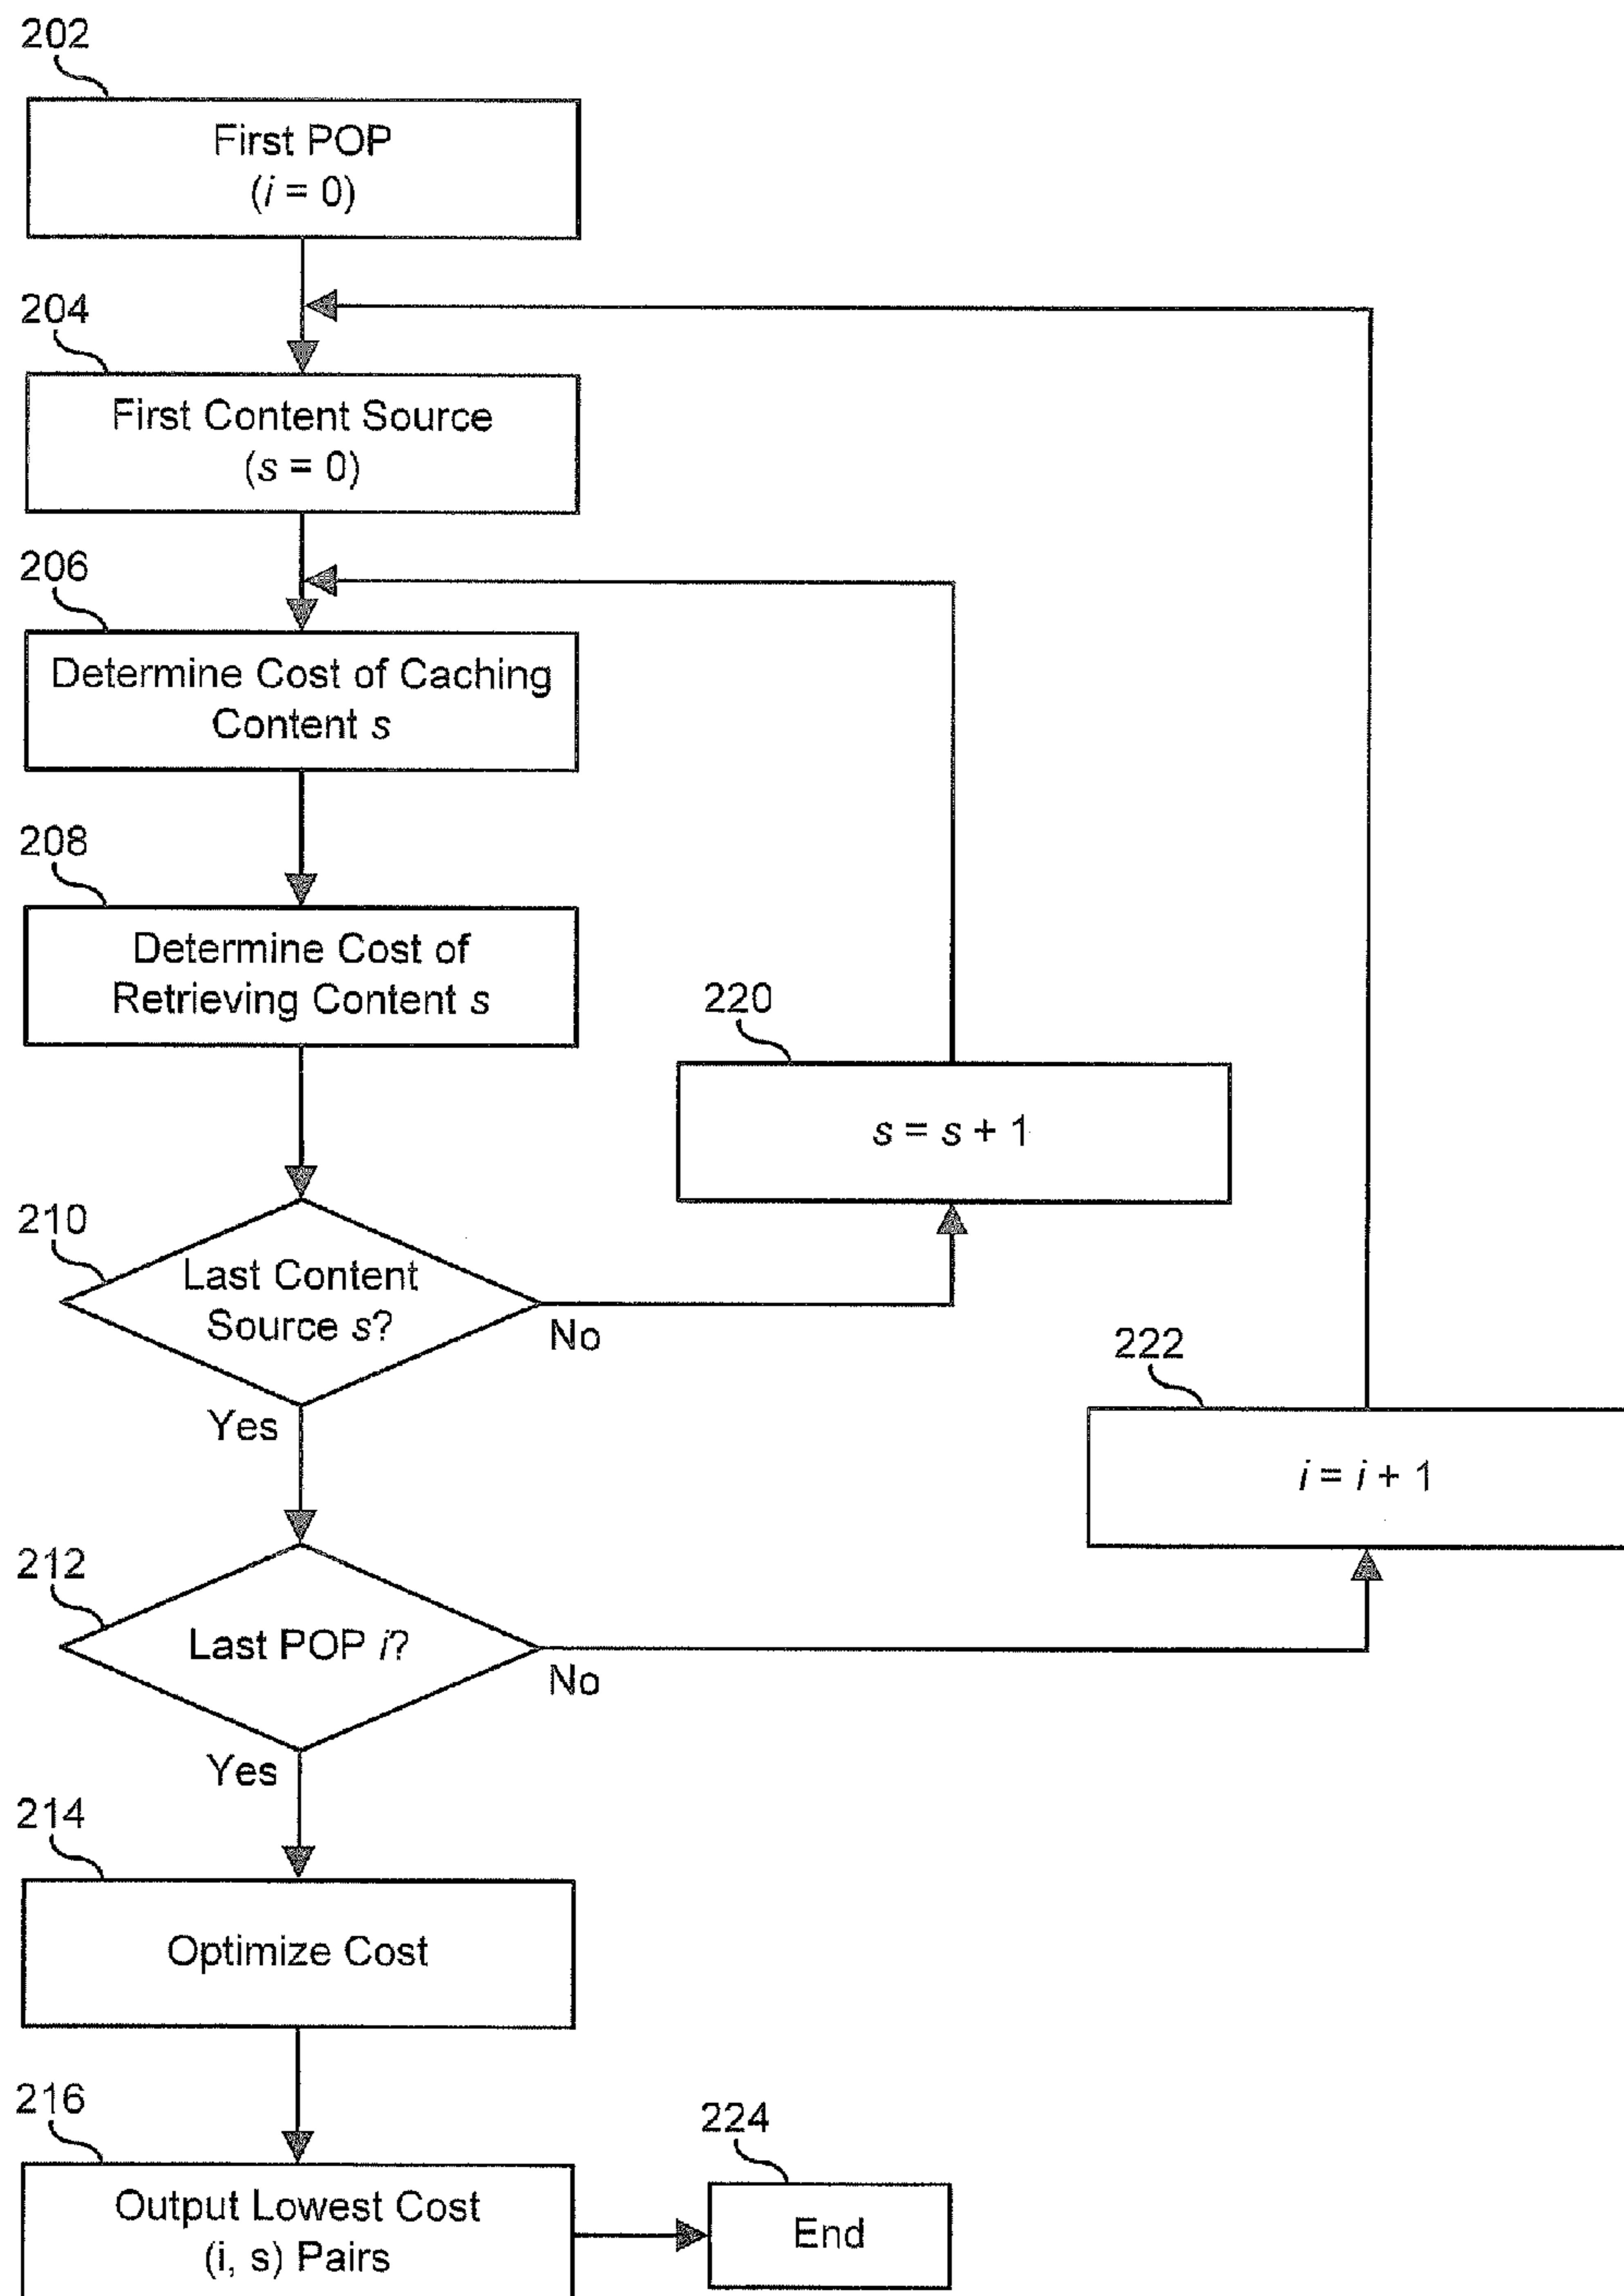 202
First POP
(i = 0)
204
First Content Source
(s = 0)
206
Determine Cost of Caching
Content s
208
Determine Cost of
Retrieving Content s
220
s = s + 1
210
Last Content
Source s?
No
Yes
222
i = i + 1
212
Last POP i?
No
Yes
214
Optimize Cost
216
Output Lowest Cost
(i, s) Pairs
224
End